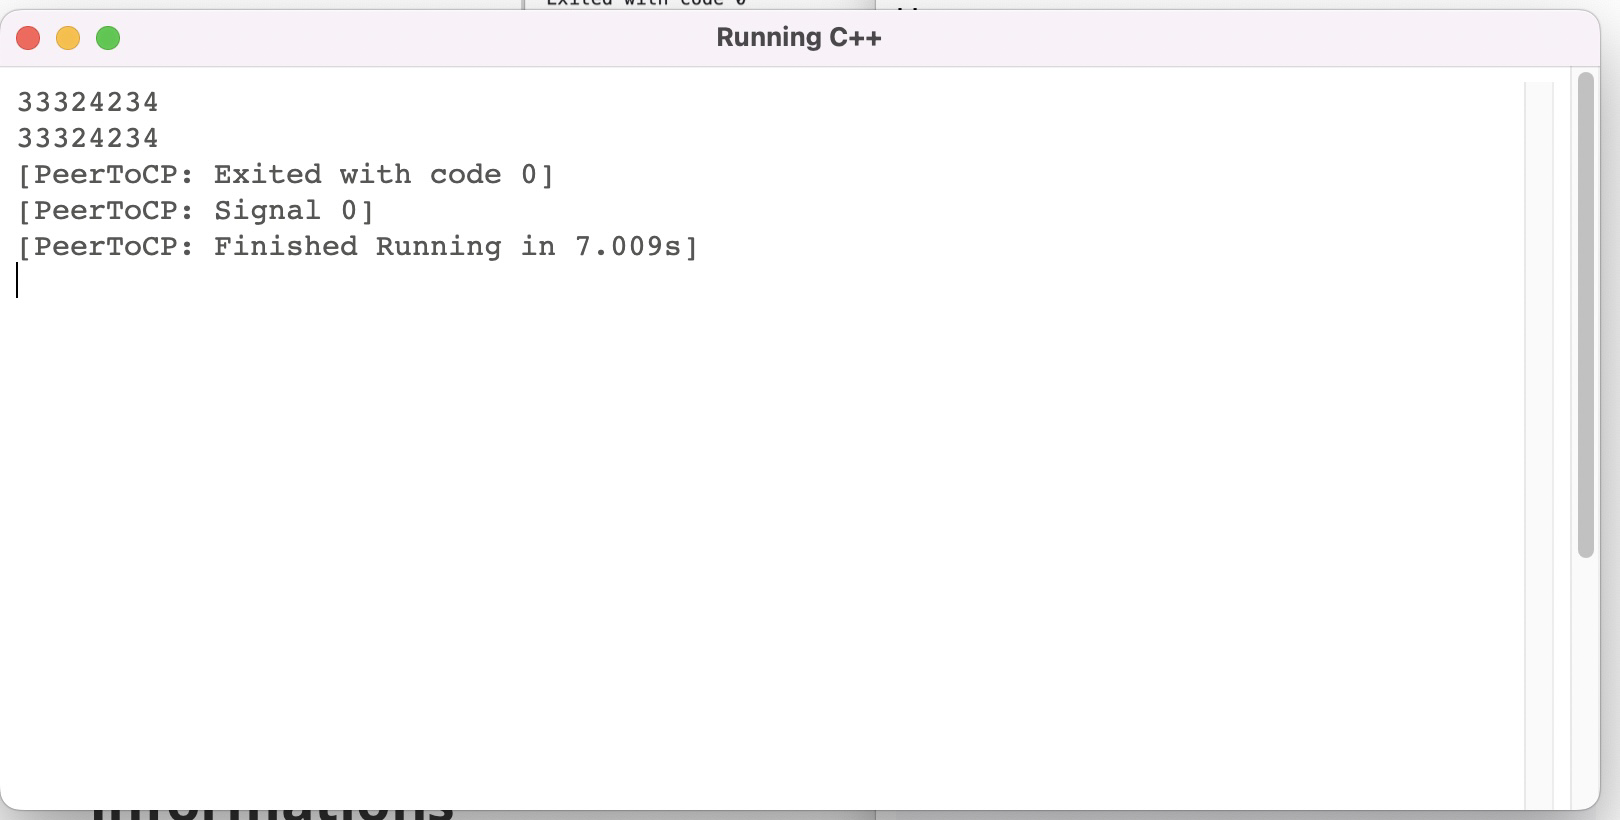 Exited with code 0
Running C++
33324234
33324234
[PeerToCP: Exited with code 0]
[PeerToCP: Signal 0]
[PeerToCP: Finished Running in 7.009s]
informations